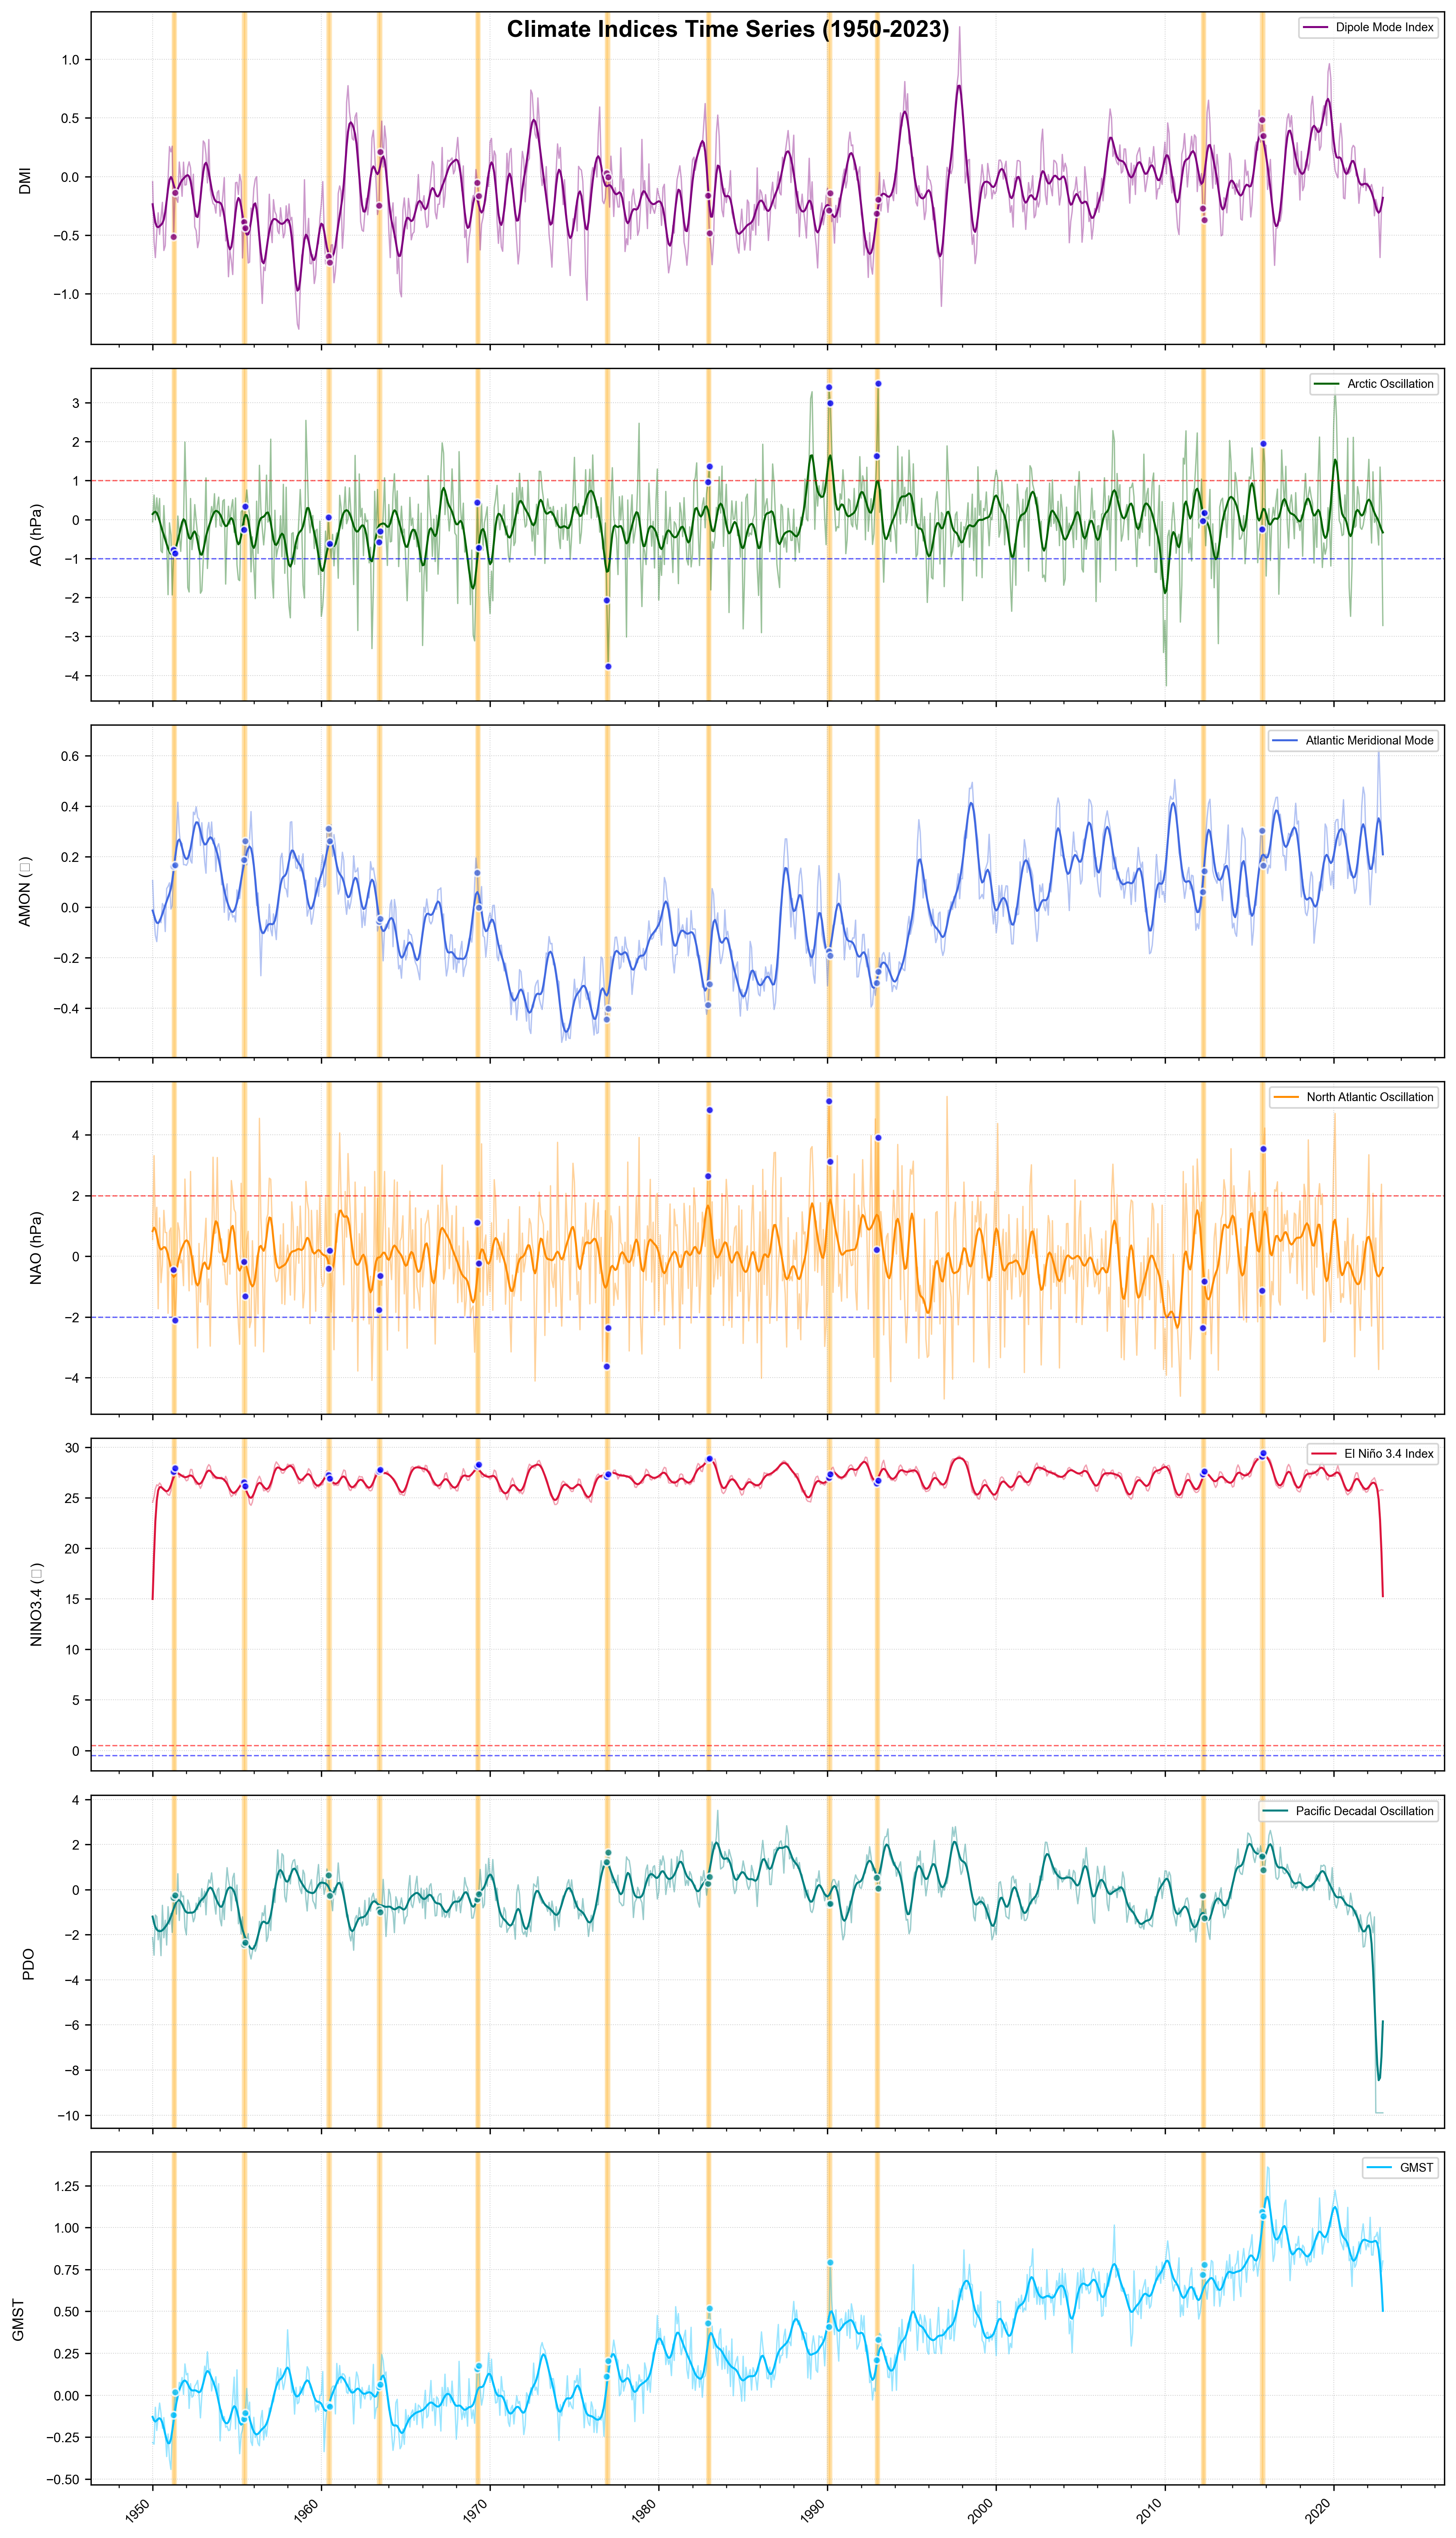 Climate Indices Time Series (1950-2023)
Dipole Mode Index
DMI
1.0
0.5
0.0
−0.5
−1.0
Arctic Oscillation
AO (hPa)
3
2
1
0
−1
−2
−3
−4
Atlantic Meridional Mode
AMON (□)
0.6
0.4
0.2
0.0
−0.2
−0.4
North Atlantic Oscillation
NAO (hPa)
4
2
0
−2
−4
El Niño 3.4 Index
NINO3.4 (□)
30
25
20
15
10
5
0
Pacific Decadal Oscillation
PDO
4
2
0
−2
−4
−6
−8
−10
GMST
GMST
1.25
1.00
0.75
0.50
0.25
0.00
−0.25
−0.50
1950 1960 1970 1980 1990 2000 2010 2020